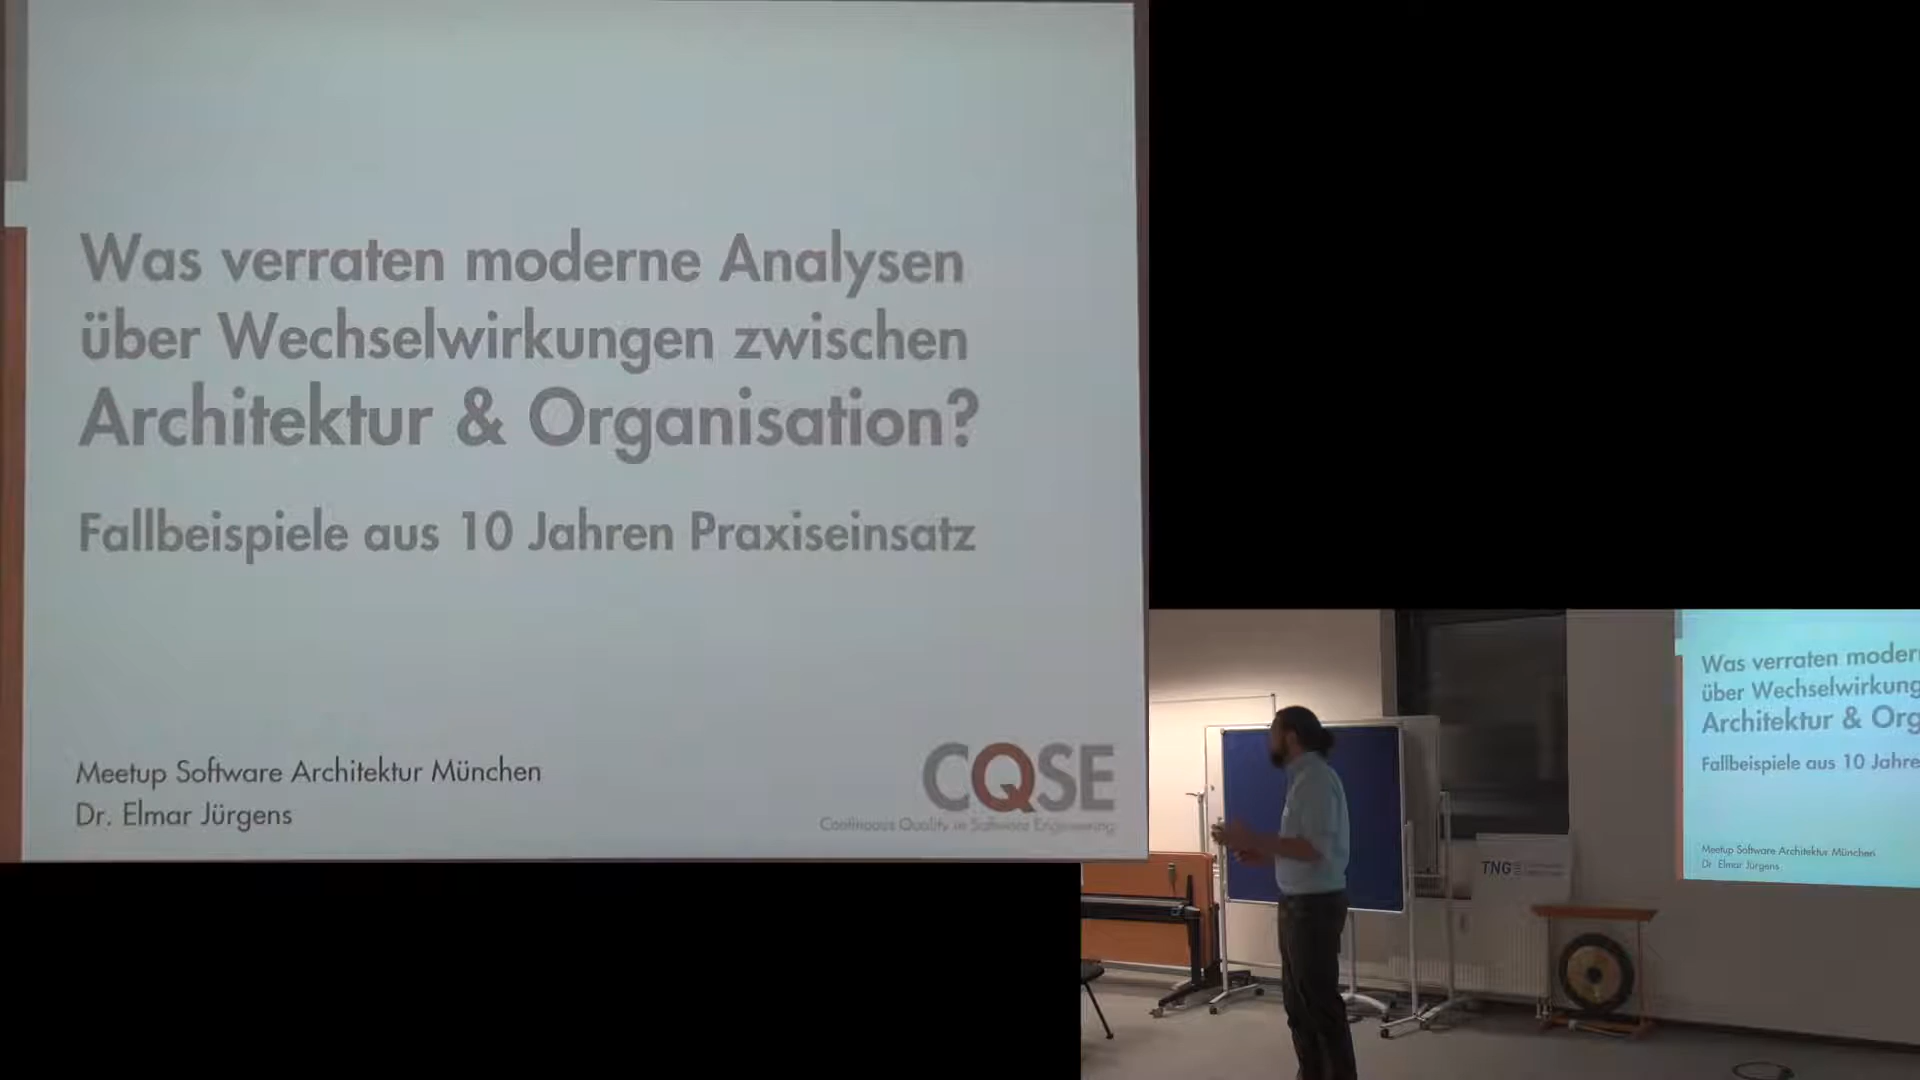 Was verraten moderne Analysen
über Wechselwirkungen zwischen
Architektur & Organisation?
Fallbeispiele aus 10 Jahren Praxiseinsatz
Meetup Software Architektur München
Dr. Elmar Jürgens
CQSE
Continuous Quality in Software Engineering
Was verraten modern
über Wechselwirkung
Architektur & Org
Fallbeispiele aus 10 Jahre
Meetup Software Architektur München
Dr. Elmar Jürgens
TNG